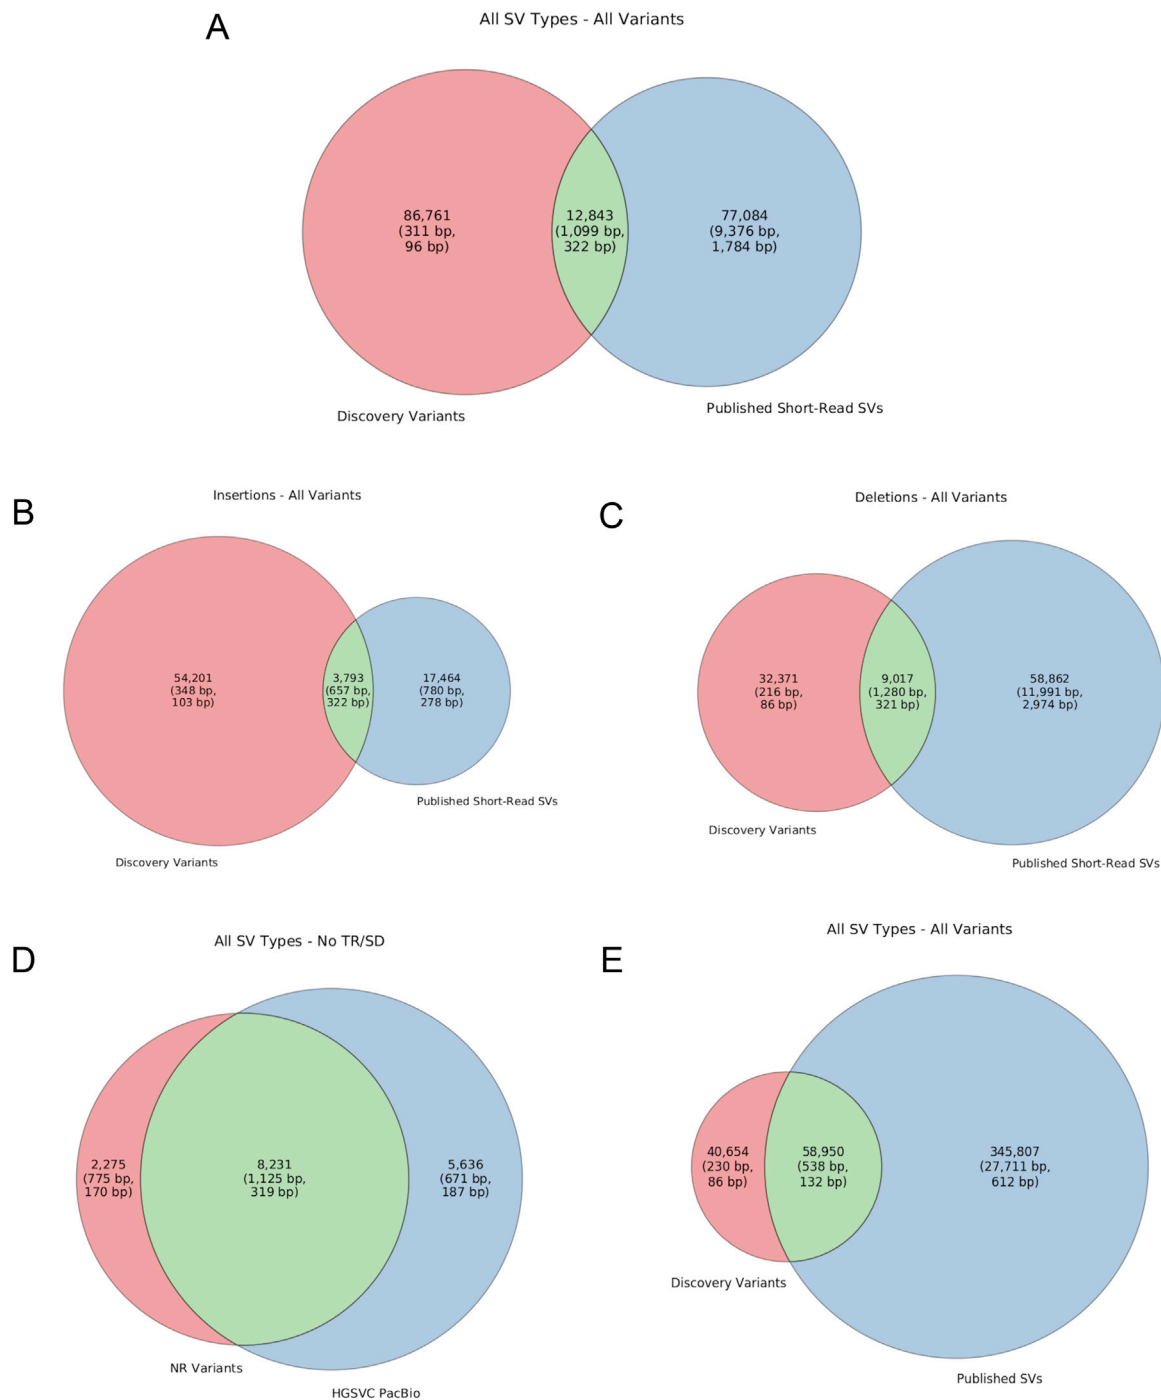 A
All SV Types - All Variants
86,761
(311 bp,
96 bp)
12,843
(1,099 bp,
322 bp)
77,084
(9,376 bp,
1,784 bp)
Discovery Variants
Published Short-Read SVs
B
Insertions - All Variants
54,201
(348 bp,
103 bp)
3,793
(657 bp,
322 bp)
17,464
(780 bp,
278 bp)
Published Short-Read SVs
Discovery Variants
C
Deletions - All Variants
32,371
(216 bp,
86 bp)
9,017
(1,280 bp,
321 bp)
58,862
(11,991 bp,
2,974 bp)
Discovery Variants
Published Short-Read SVs
D
All SV Types - No TR/SD
2,275
(775 bp,
170 bp)
8,231
(1,125 bp,
319 bp)
5,636
(671 bp,
187 bp)
NR Variants
HGSVC PacBio
E
All SV Types - All Variants
40,654
(230 bp,
86 bp)
58,950
(538 bp,
132 bp)
345,807
(27,711 bp,
612 bp)
Discovery Variants
Published SVs